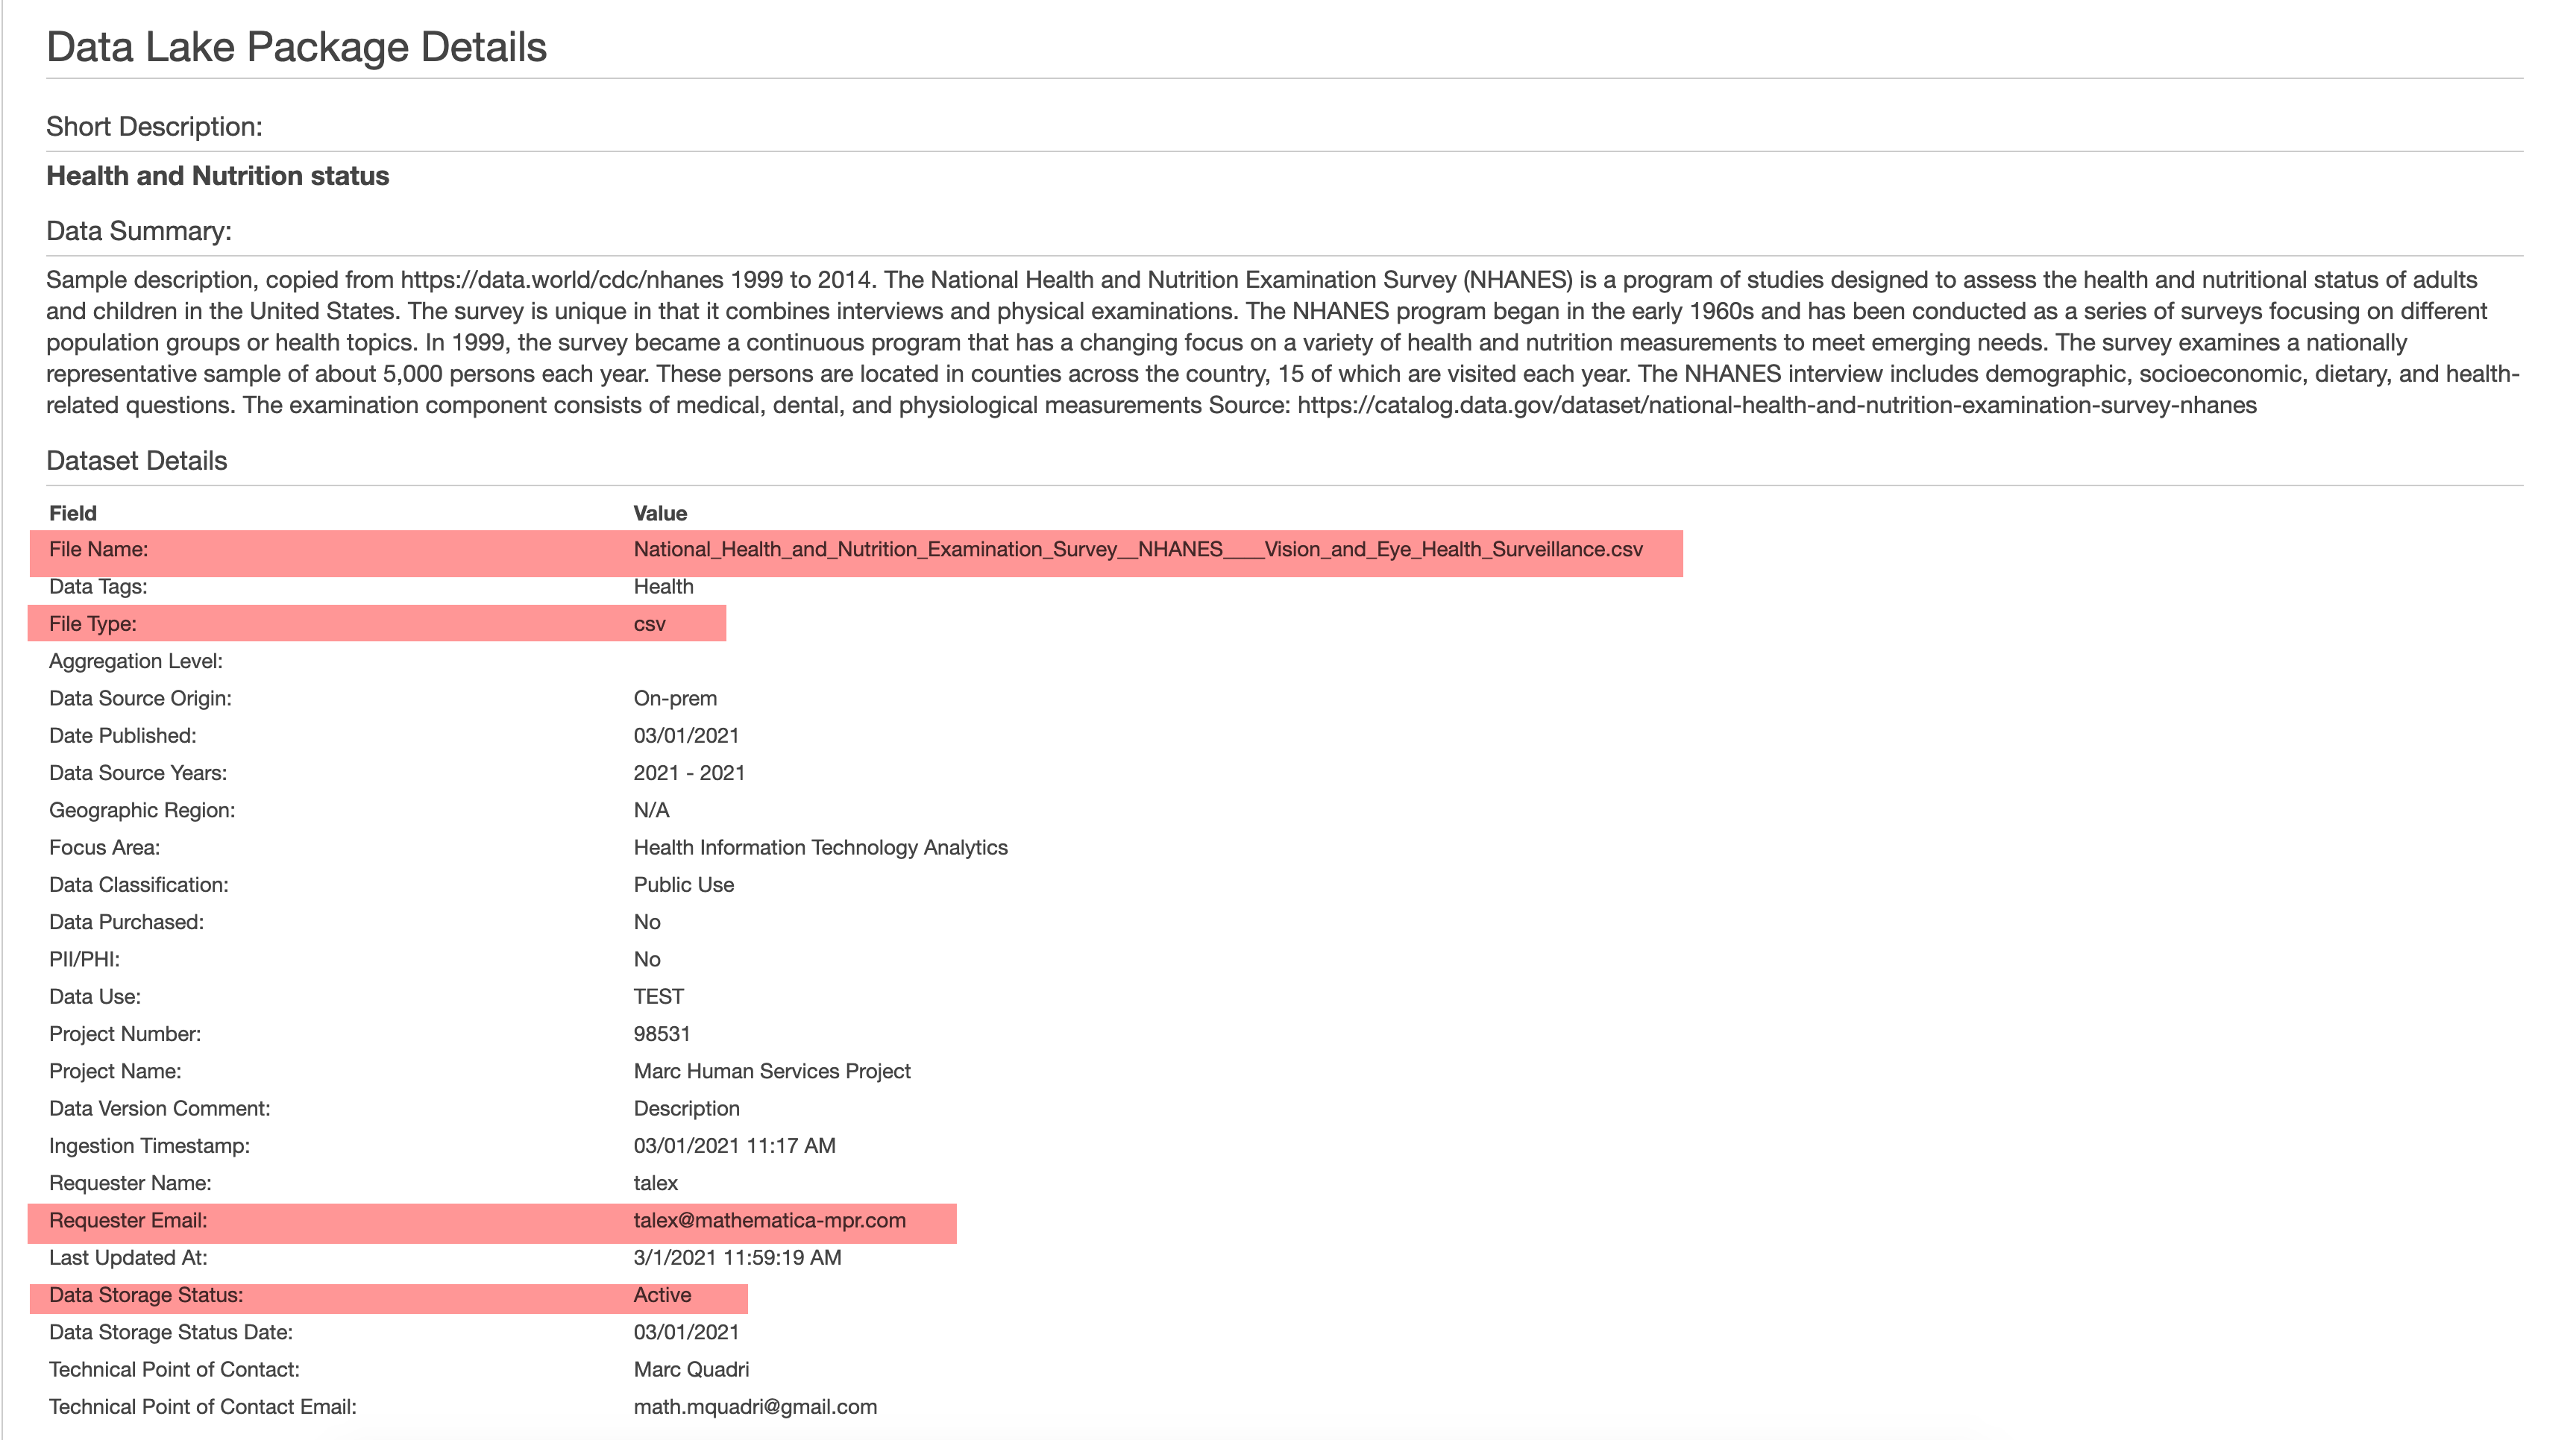 Data Lake Package Details
Short Description:
Health and Nutrition status
Data Summary:
Sample description, copied from https://data.world/cdc/nhanes 1999 to 2014. The National Health and Nutrition Examination Survey (NHANES) is a program of studies designed to assess the health and nutritional status of adults
and children in the United States. The survey is unique in that it combines interviews and physical examinations. The NHANES program began in the early 1960s and has been conducted as a series of surveys focusing on different
population groups or health topics. In 1999, the survey became a continuous program that has a changing focus on a variety of health and nutrition measurements to meet emerging needs. The survey examines a nationally
representative sample of about 5,000 persons each year. These persons are located in counties across the country, 15 of which are visited each year. The NHANES interview includes demographic, socioeconomic, dietary, and health-
related questions. The examination component consists of medical, dental, and physiological measurements Source: https://catalog.data.gov/dataset/national-health-and-nutrition-examination-survey-nhanes
Dataset Details
Field Value
File Name: National_Health_and_Nutrition_Examination_Survey__NHANES____Vision_and_Eye_Health_Surveillance.csv
Data Tags: Health
File Type: csv
Aggregation Level:
Data Source Origin: On-prem
Date Published: 03/01/2021
Data Source Years: 2021 - 2021
Geographic Region: N/A
Focus Area: Health Information Technology Analytics
Data Classification: Public Use
Data Purchased: No
PII/PHI: No
Data Use: TEST
Project Number: 98531
Project Name: Marc Human Services Project
Data Version Comment: Description
Ingestion Timestamp: 03/01/2021 11:17 AM
Requester Name: talex
Requester Email: talex@mathematica-mpr.com
Last Updated At: 3/1/2021 11:59:19 AM
Data Storage Status: Active
Data Storage Status Date: 03/01/2021
Technical Point of Contact: Marc Quadri
Technical Point of Contact Email: math.mquadri@gmail.com